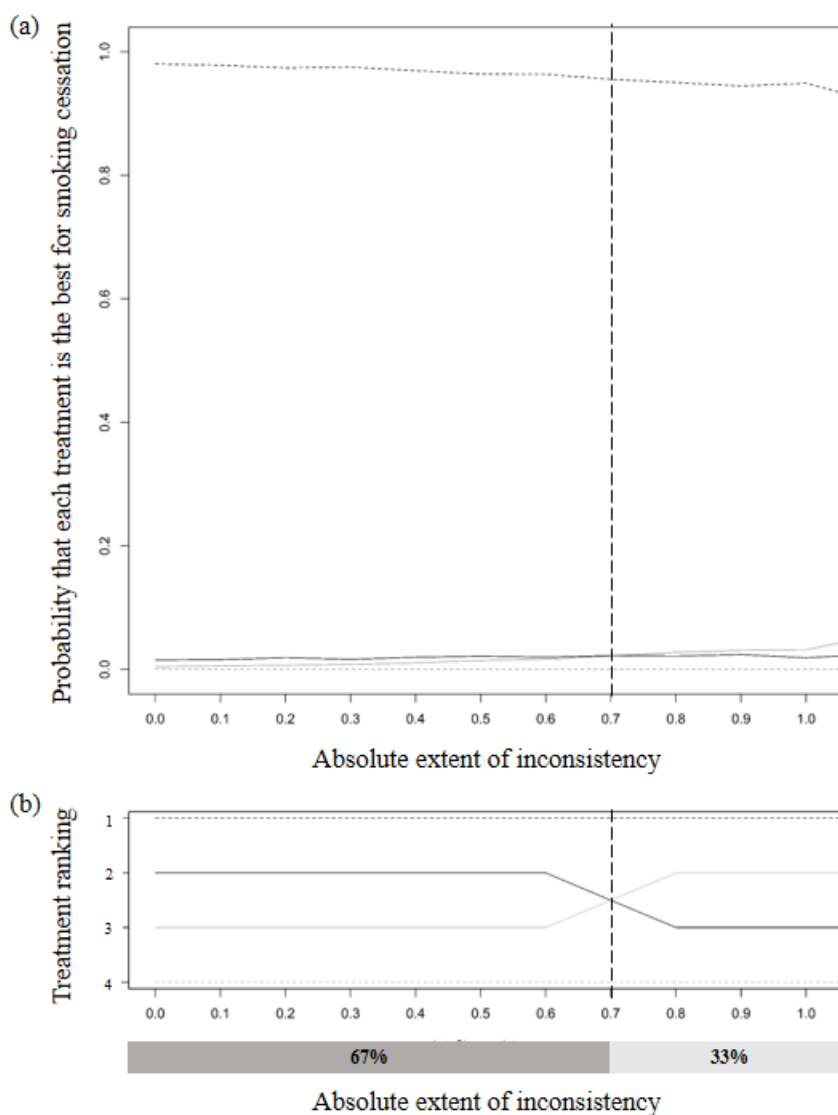 (a)
Probability that each treatment is the best for smoking cessation
1.0
0.8
0.6
0.4
0.2
0.0
0.0 0.1 0.2 0.3 0.4 0.5 0.6 0.7 0.8 0.9 1.0
Absolute extent of inconsistency
(b)
Treatment ranking
1
2
3
4
0.0 0.1 0.2 0.3 0.4 0.5 0.6 0.7 0.8 0.9 1.0
67% 33%
Absolute extent of inconsistency